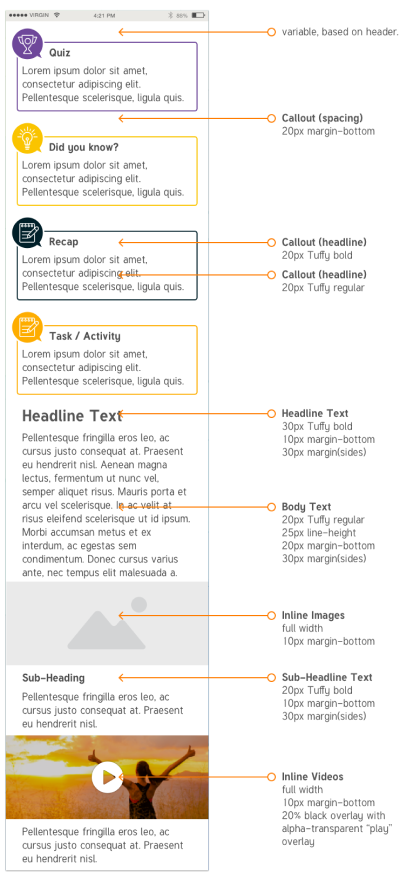 VIRGIN 4:21 PM 88%
Quiz
Lorem ipsum dolor sit amet,
consectetur adipiscing elit.
Pellentesque scelerisque, ligula quis.
Did you know?
Lorem ipsum dolor sit amet,
consectetur adipiscing elit.
Pellentesque scelerisque, ligula quis.
Recap
Lorem ipsum dolor sit amet,
consectetur adipiscing elit.
Pellentesque scelerisque, ligula quis.
Task / Activity
Lorem ipsum dolor sit amet,
consectetur adipiscing elit.
Pellentesque scelerisque, ligula quis.
Headline Text
Pellentesque fringilla eros leo, ac
cursus justo consequat at. Praesent
eu hendrerit nisl. Aenean magna
lectus, fermentum ut nunc vel,
semper aliquet risus. Mauris porta et
arcu vel scelerisque. In ac velit at
risus eleifend scelerisque ut id ipsum.
Morbi accumsan metus et ex
interdum, ac egestas sem
condimentum. Donec cursus varius
ante, nec tempus elit malesuada a.
Sub-Heading
Pellentesque fringilla eros leo, ac
cursus justo consequat at. Praesent
eu hendrerit nisl.
Pellentesque fringilla eros leo, ac
cursus justo consequat at. Praesent
eu hendrerit nisl.
variable, based on header.
Callout (spacing)
20px margin-bottom
Callout (headline)
20px Tuffy bold
Callout (headline)
20px Tuffy regular
Headline Text
30px Tuffy bold
10px margin-bottom
30px margin(sides)
Body Text
20px Tuffy regular
25px line-height
20px margin-bottom
30px margin(sides)
Inline Images
full width
10px margin-bottom
Sub-Headline Text
20px Tuffy bold
10px margin-bottom
30px margin(sides)
Inline Videos
full width
10px margin-bottom
20% black overlay with
alpha-transparent "play"
overlay